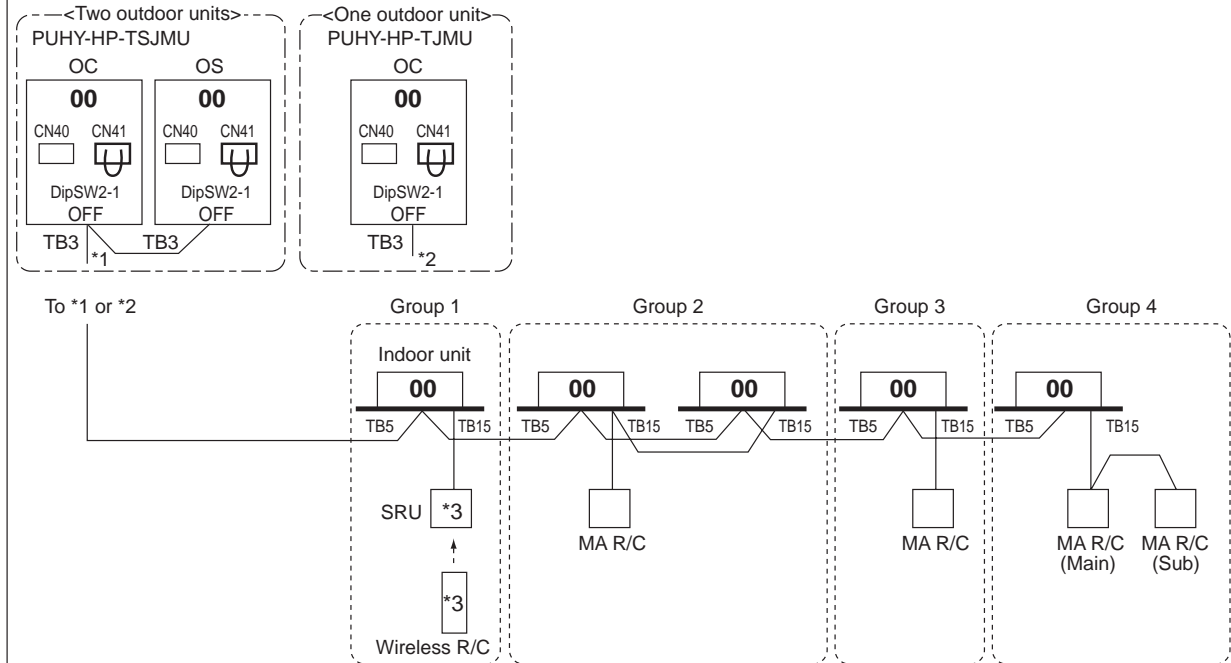 <Two outdoor units>
<One outdoor unit>
PUHY-HP-TSJMU
PUHY-HP-TJMU
OC
OS
OC
00
00
00
CN40
CN41
CN40
CN41
CN40
CN41
DipSW2-1
OFF
DipSW2-1
OFF
DipSW2-1
OFF
TB3
*1
TB3
TB3
*2
To *1 or *2
Group 1
Group 2
Group 3
Group 4
Indoor unit
00
00
00
00
00
TB5
TB15
TB5
TB15
TB5
TB15
TB5
TB15
TB5
TB15
SRU
*3
MA R/C
MA R/C
MA R/C
(Main)
MA R/C
(Sub)
*3
Wireless R/C